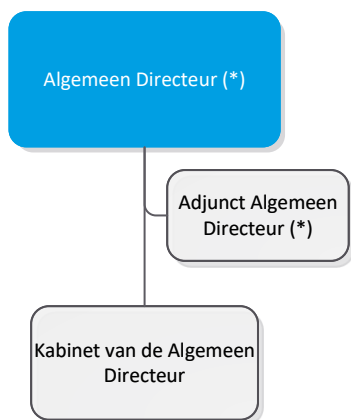 Algemeen Directeur (*)
Adjunct Algemeen
Directeur (*)
Kabinet van de Algemeen
Directeur